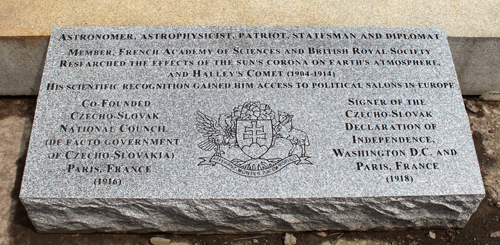 ASTRONOMER, ASTROPHYSICIST, PATRIOT, STATESMAN AND DIPLOMAT
MEMBER, FRENCH ACADEMY OF SCIENCES AND BRITISH ROYAL SOCIETY
RESEARCHED THE EFFECTS OF THE SUN'S CORONA ON EARTH'S ATMOSPHERE,
AND HALLEY'S COMET (1904-1914)
HIS SCIENTIFIC RECOGNITION GAINED HIM ACCESS TO POLITICAL SALONS IN EUROPE
CO-FOUNDED
CZECHO-SLOVAK
NATIONAL COUNCIL
(DE FACTO GOVERNMENT
OF CZECHO-SLOVAKIA)
PARIS, FRANCE
(1916)
SIGNER OF THE
CZECHO-SLOVAK
DECLARATION OF
INDEPENDENCE,
WASHINGTON D.C. AND
PARIS, FRANCE
(1918)